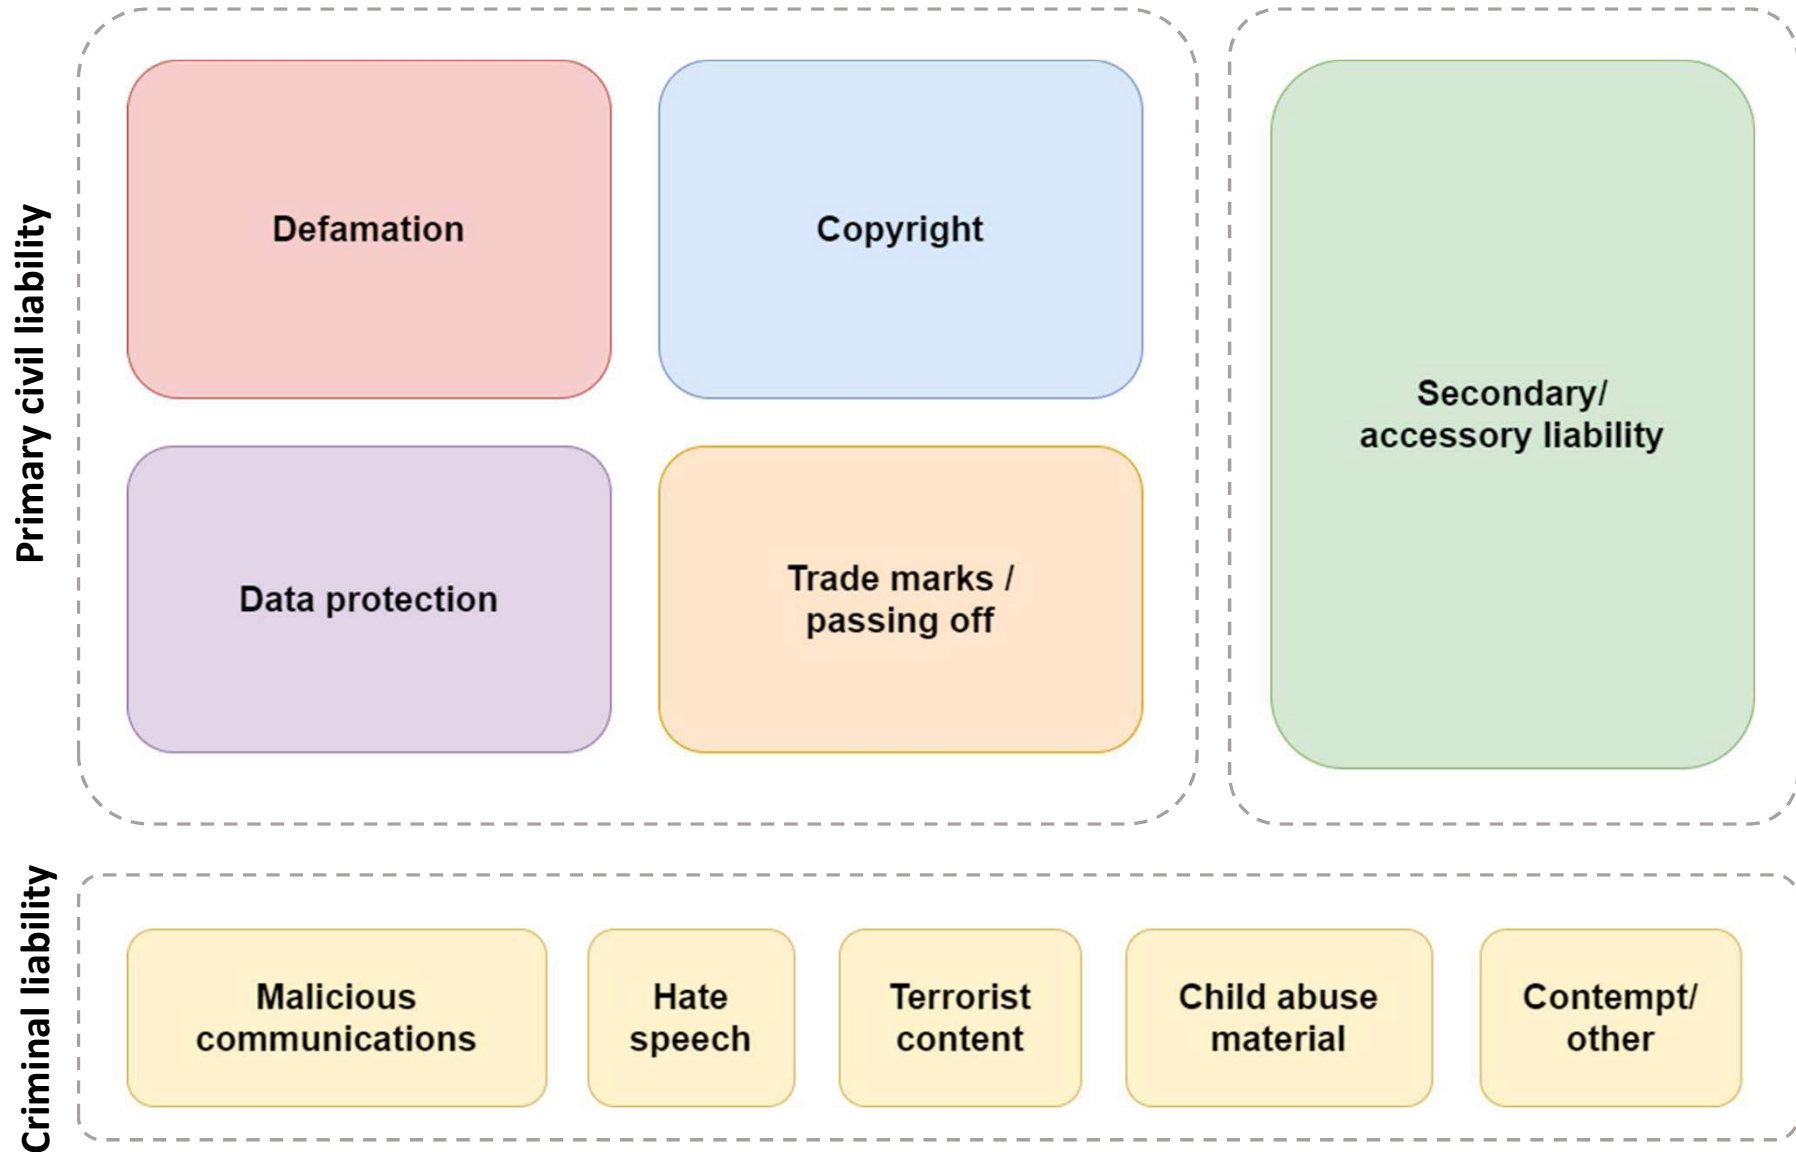 Primary civil liability
Defamation
Copyright
Secondary/
accessory liability
Data protection
Trade marks /
passing off
Criminal liability
Malicious
communications
Hate
speech
Terrorist
content
Child abuse
material
Contempt/
other